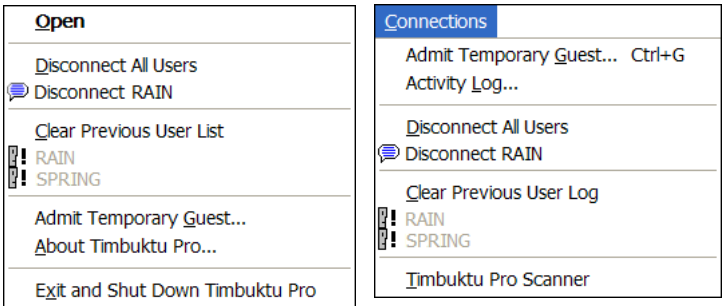 Open
Disconnect All Users
Disconnect RAIN
Clear Previous User List
RAIN
SPRING
Admit Temporary Guest...
About Timbuktu Pro...
Exit and Shut Down Timbuktu Pro
Connections
Admit Temporary Guest... Ctrl+G
Activity Log...
Disconnect All Users
Disconnect RAIN
Clear Previous User Log
RAIN
SPRING
Timbuktu Pro Scanner